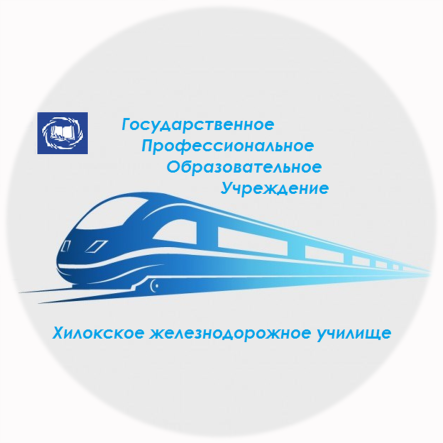 Государственное
Профессиональное
Образовательное
Учреждение
Хилокское железнодорожное училище